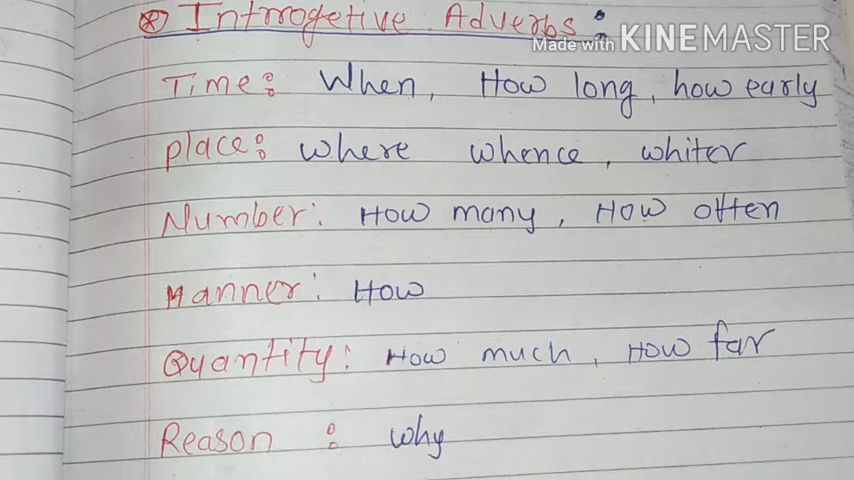 Introgetive Adverbs:
Made with KINEMASTER
Time: When, How long, how early
place: where whence, whiter
Number: How many, How often
Manner: How
Quantity: How much, How far
Reason : why